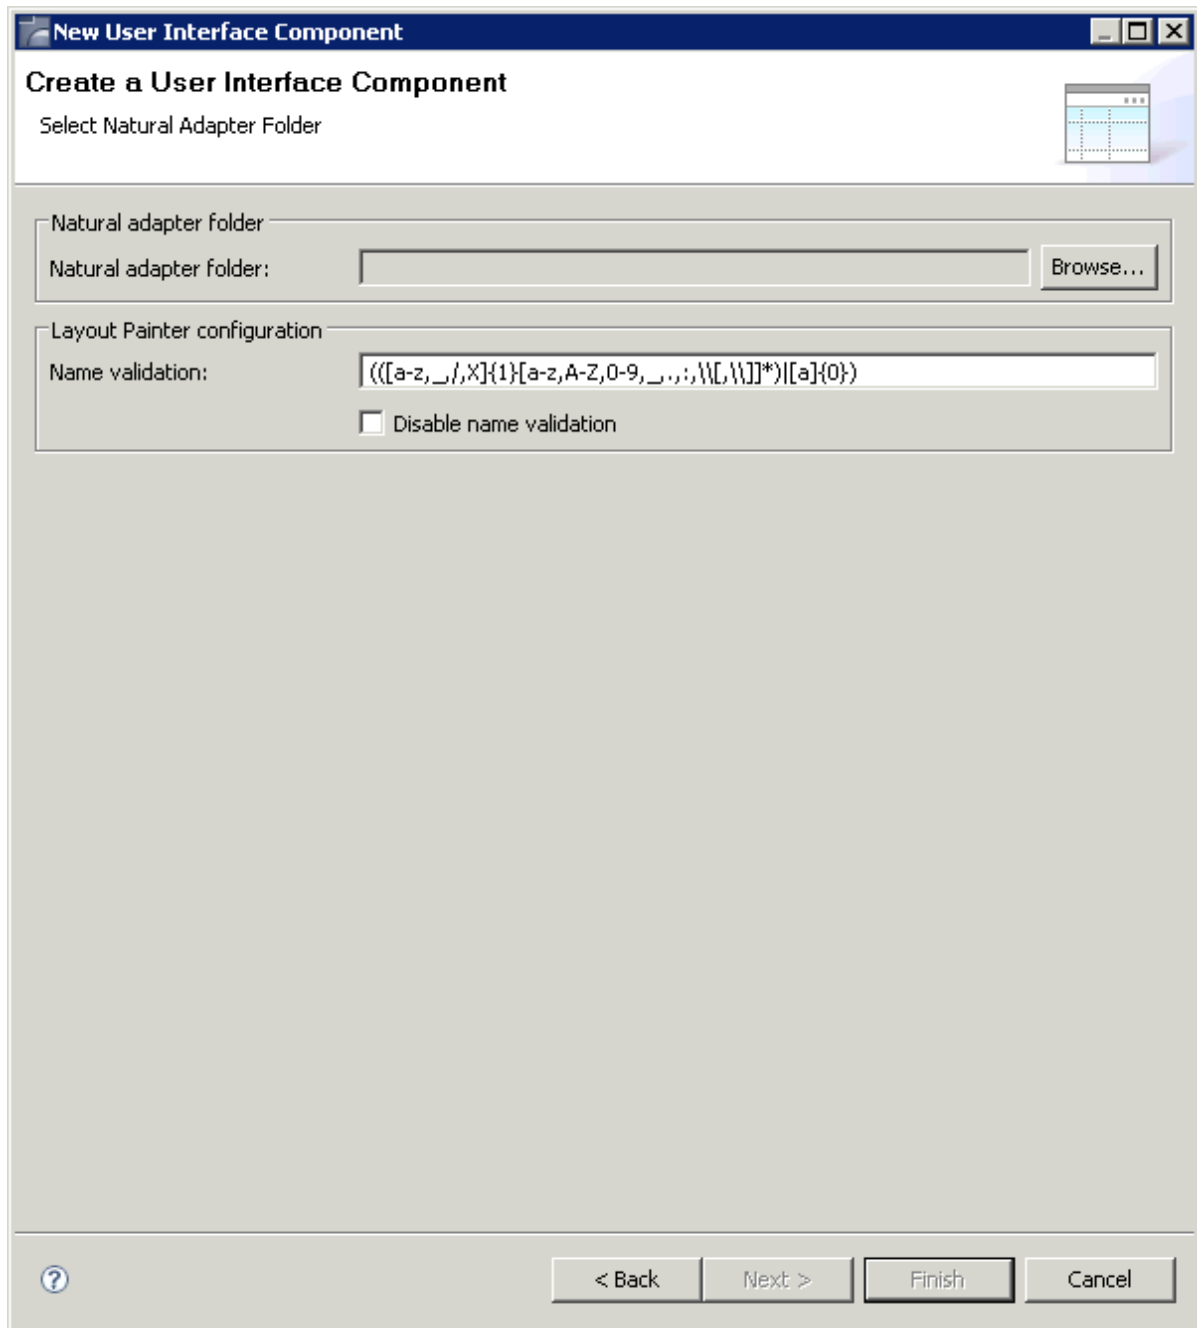 New User Interface Component
Create a User Interface Component
Select Natural Adapter Folder
Natural adapter folder
Natural adapter folder:
Browse...
Layout Painter configuration
Name validation:
(([a-z,_,/,X]{1}[a-z,A-Z,0-9,_,.,:,\\[,\\]]*)|[a]{0})
Disable name validation
?
< Back
Next >
Finish
Cancel